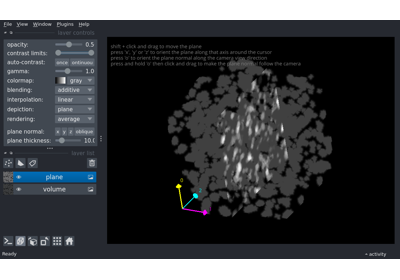 File View Window Plugins Help
layer controls
shift + click and drag to move the plane
press 'x', 'y' or 'z' to orient the plane along that axis around the cursor
press 'o' to orient the plane normal along the camera view direction
press and hold 'o' then click and drag to make the plane normal follow the camera
opacity: 0.5
contrast limits:
auto-contrast: once
gamma: 1.0
colormap: gray
blending: additive
interpolation: linear
depiction: plane
rendering: average
plane normal: x y z oblique
plane thickness: 10.0
layer list
plane
volume
Ready
activity